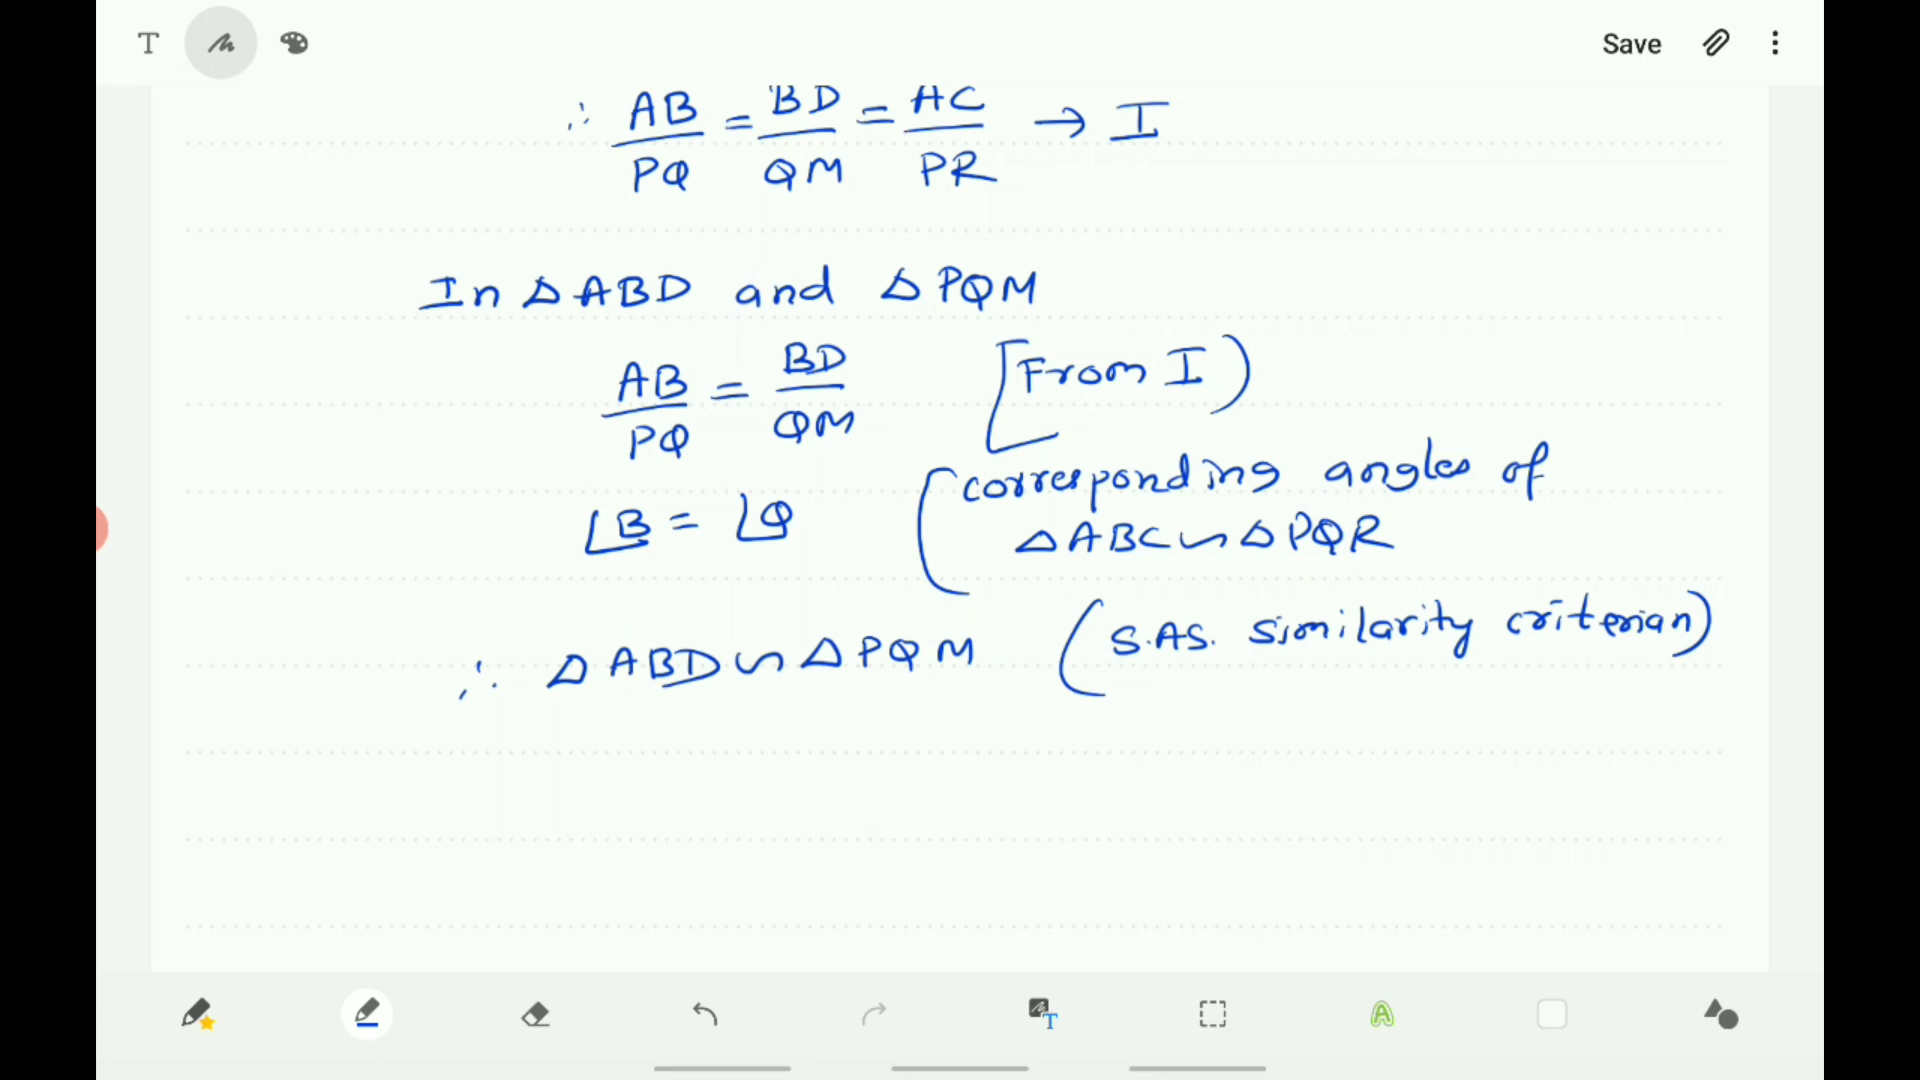 T Save
∴ AB/PQ = BD/QM = AC/PR → I
In △ABD and △PQM
AB/PQ = BD/QM [From I)
∠B = ∠Q (corresponding angles of
△ABC ∽ △PQR
∴ △ABD ∽ △PQM (S.A.S. similarity criterian)
T A